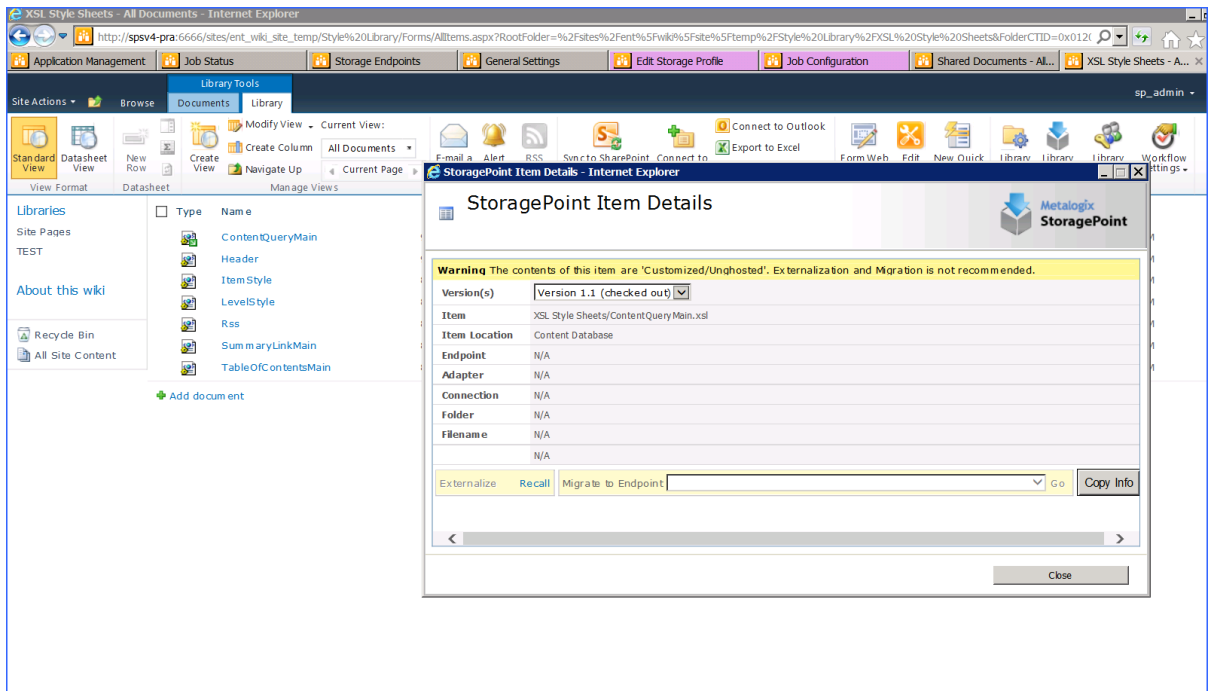 XSL Style Sheets - All Documents - Internet Explorer
http://spsv4-pra:6666/sites/ent_wiki_site_temp/Style%20Library/Forms/AllItems.aspx?RootFolder=%2Fsites%2Fent%5Fwiki%5Fsite%5Ftemp%2FStyle%20Library%2FXSL%20Style%20Sheets&FolderCTID=0x012(
Application Management Job Status Storage Endpoints General Settings Edit Storage Profile Job Configuration Shared Documents - All... XSL Style Sheets - A...
Library Tools
Site Actions Browse Documents Library sp_admin
Modify View Current View: Connect to Outlook
Create Column All Documents Export to Excel
Standard View Datasheet View New Row Create View Navigate Up Current Page E-mail a Alert RSS Sync to SharePoint Connect to Form Web Edit New Quick Library Library Library Workflow
ettings
View Format Datasheet Manage Views
StoragePoint Item Details - Internet Explorer
StoragePoint Item Details
Metalogix
StoragePoint
Libraries
Site Pages
TEST
About this wiki
Recycle Bin
All Site Content
Type Name
ContentQueryMain
Header
ItemStyle
LevelStyle
Rss
SummaryLinkMain
TableOfContentsMain
Add document
Warning The contents of this item are 'Customized/Unghosted'. Externalization and Migration is not recommended.
Version(s) Version 1.1 (checked out)
Item XSL Style Sheets/ContentQueryMain.xsl
Item Location Content Database
Endpoint N/A
Adapter N/A
Connection N/A
Folder N/A
Filename N/A
N/A
Externalize Recall Migrate to Endpoint Go Copy Info
Close